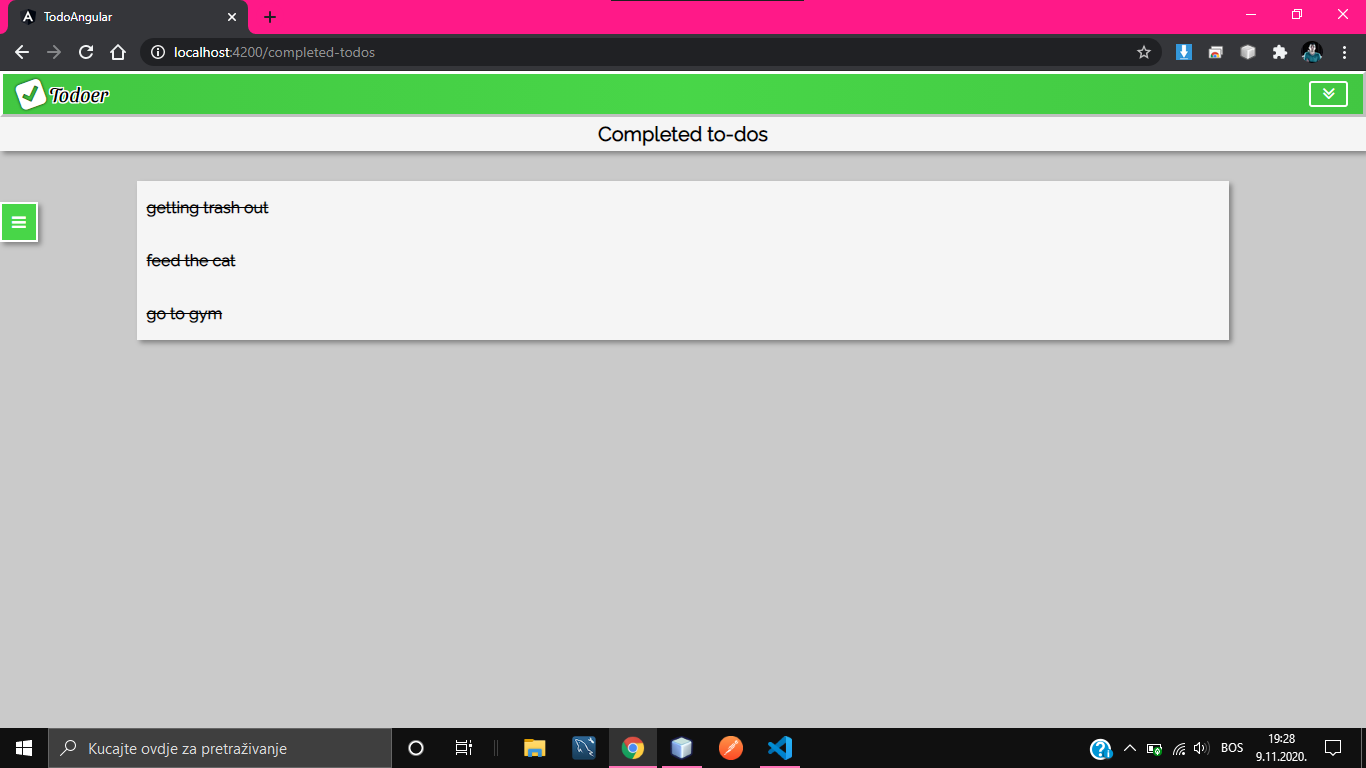 TodoAngular
localhost:4200/completed-todos
Todoer
Completed to-dos
getting trash out
feed the cat
go to gym
Kucajte ovdje za pretraživanje
BOS
19:28
9.11.2020.